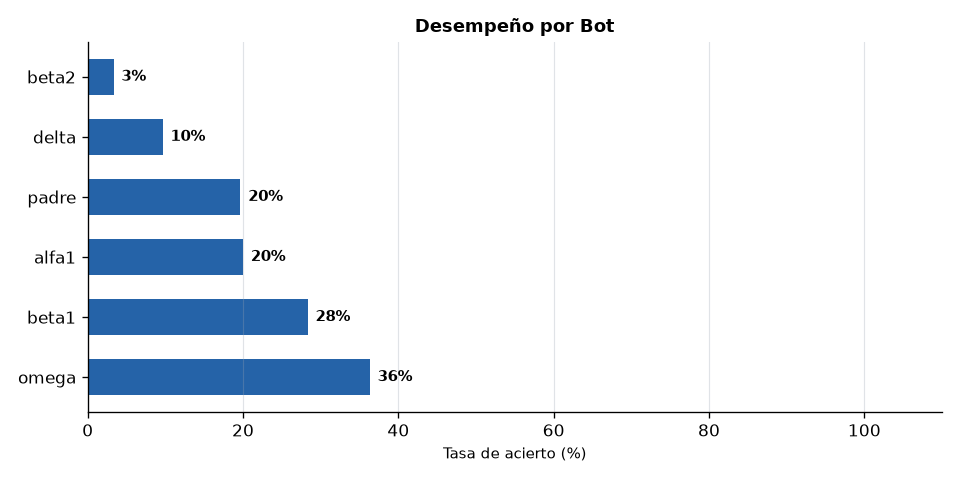 Desempeño por Bot
beta2 3%
delta 10%
padre 20%
alfa1 20%
beta1 28%
omega 36%
0 20 40 60 80 100
Tasa de acierto (%)